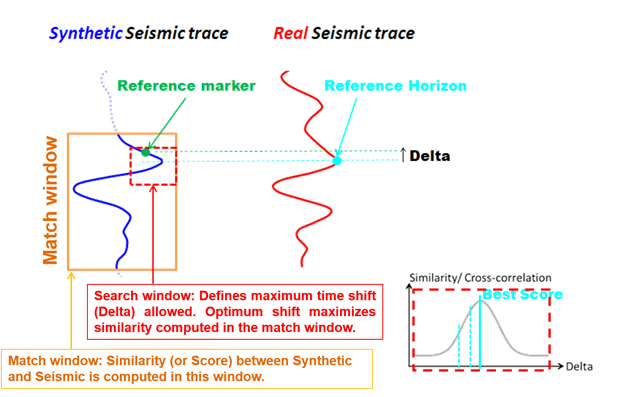 Synthetic Seismic trace
Real Seismic trace
Reference marker
Reference Horizon
Match window
Delta
Search window: Defines maximum time shift
(Delta) allowed. Optimum shift maximizes
similarity computed in the match window.
Match window: Similarity (or Score) between Synthetic
and Seismic is computed in this window.
Similarity/ Cross-correlation
Best Score
Delta